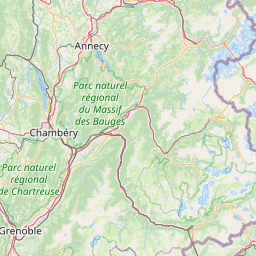 Annecy
Parc naturel
régional
du Massif
des Bauges
Chambéry
Parc naturel
régional
de Chartreuse
Grenoble